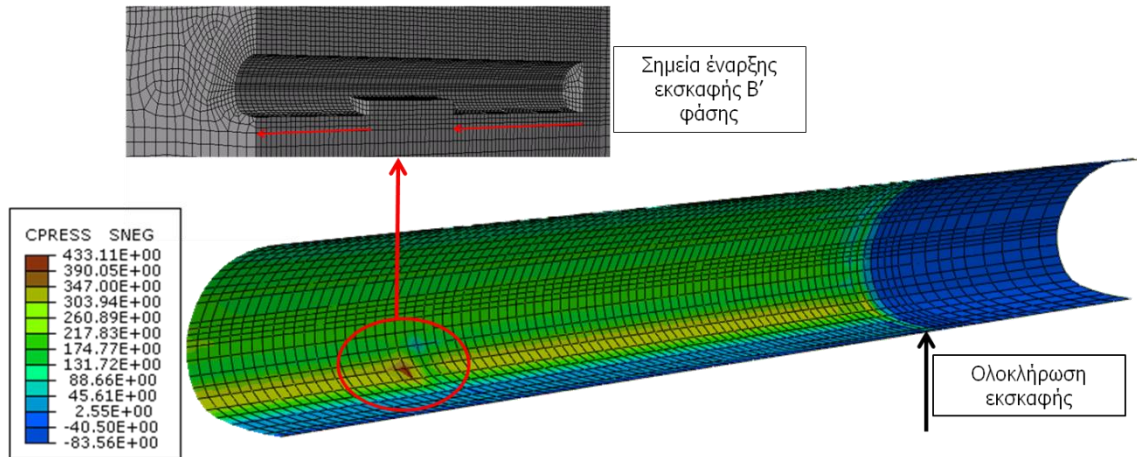 Σημεία έναρξης
εκσκαφής Β΄
φάσης
CPRESS SNEG
433.11E+00
390.05E+00
347.00E+00
303.94E+00
260.89E+00
217.83E+00
174.77E+00
131.72E+00
88.66E+00
45.61E+00
2.55E+00
-40.50E+00
-83.56E+00
Ολοκλήρωση
εκσκαφής